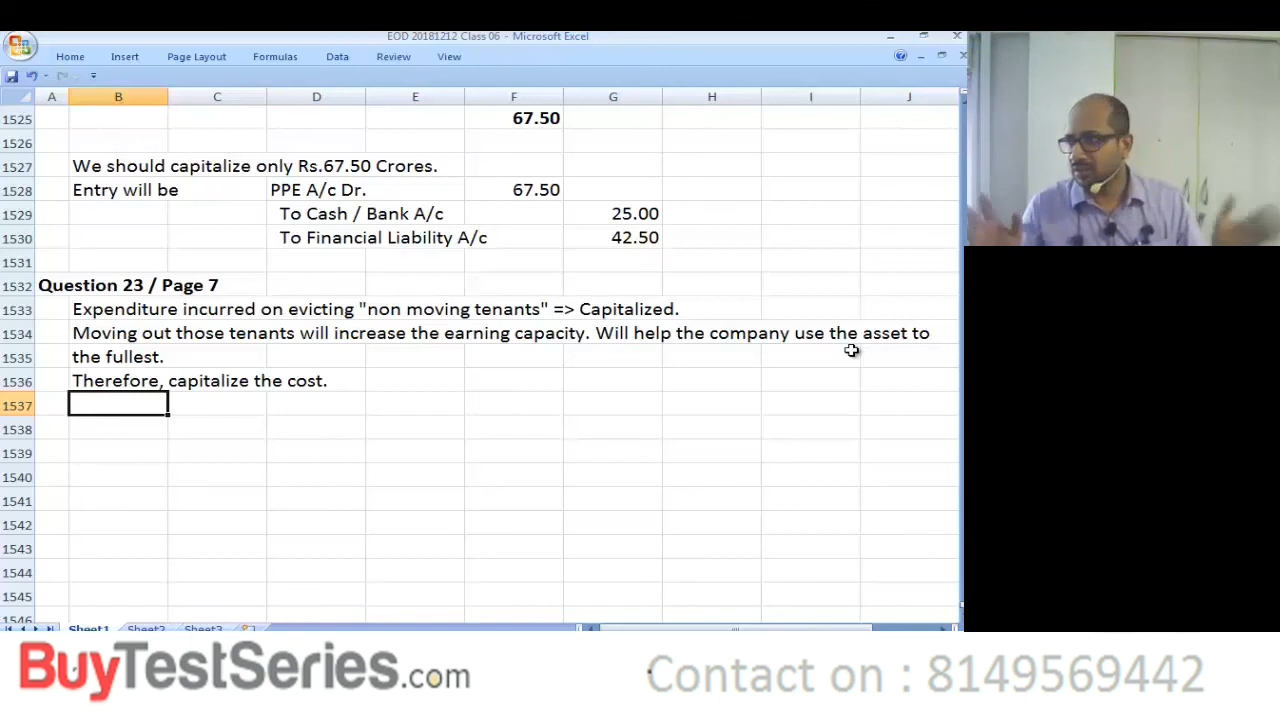 EOD 20181212 Class 06 - Microsoft Excel
Home Insert Page Layout Formulas Data Review View
A B C D E F G H I J
1525 67.50
1526
1527 We should capitalize only Rs.67.50 Crores.
1528 Entry will be PPE A/c Dr. 67.50
1529 To Cash / Bank A/c 25.00
1530 To Financial Liability A/c 42.50
1531
1532 Question 23 / Page 7
1533 Expenditure incurred on evicting "non moving tenants" => Capitalized.
1534 Moving out those tenants will increase the earning capacity. Will help the company use the asset to
1535 the fullest.
1536 Therefore, capitalize the cost.
1537
1538
1539
1540
1541
1542
1543
1544
1545
1546
Sheet1 Sheet2 Sheet3
BuyTestSeries.com Contact on : 8149569442